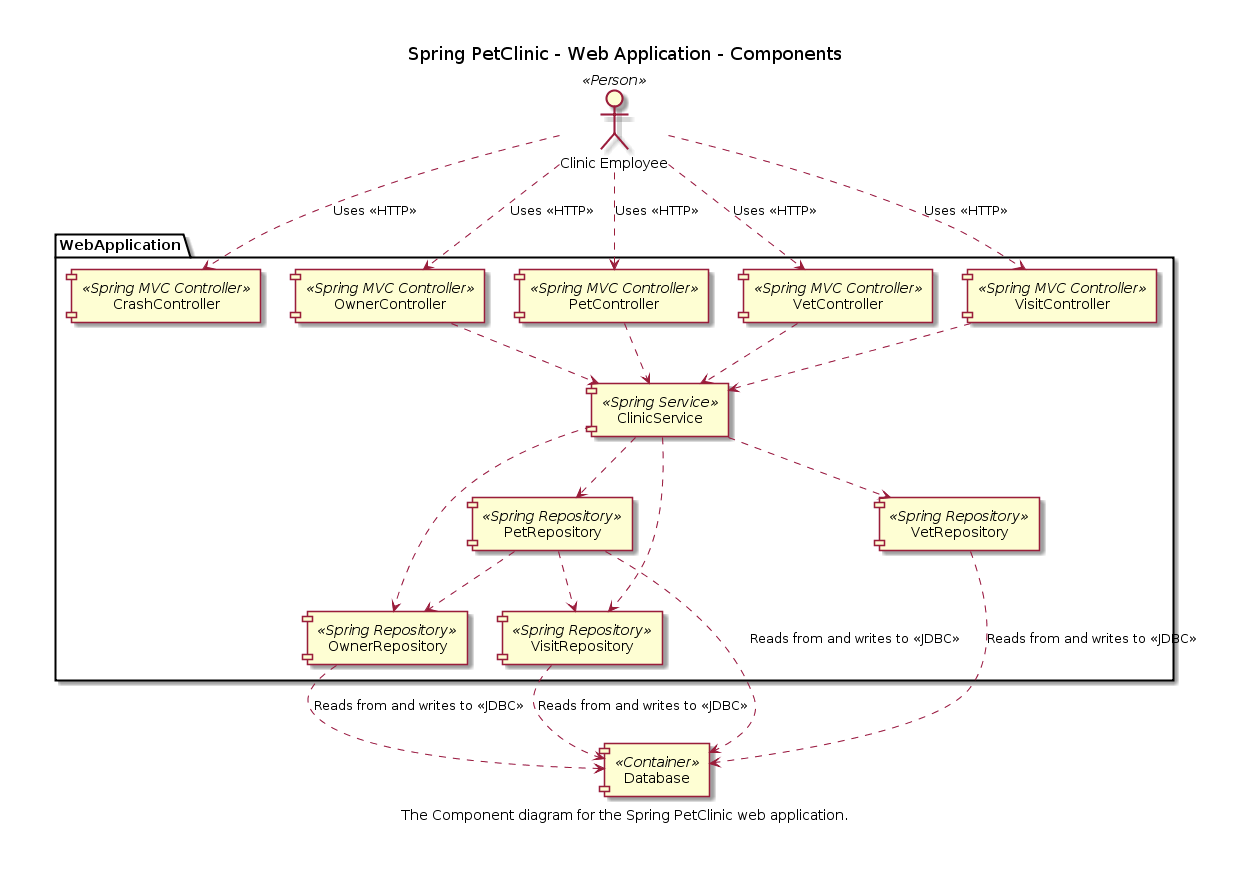 Spring PetClinic - Web Application - Components
«Person»
Clinic Employee
Uses «HTTP»
Uses «HTTP»
Uses «HTTP»
Uses «HTTP»
Uses «HTTP»
WebApplication
«Spring MVC Controller»
CrashController
«Spring MVC Controller»
OwnerController
«Spring MVC Controller»
PetController
«Spring MVC Controller»
VetController
«Spring MVC Controller»
VisitController
«Spring Service»
ClinicService
«Spring Repository»
PetRepository
«Spring Repository»
VetRepository
«Spring Repository»
OwnerRepository
«Spring Repository»
VisitRepository
Reads from and writes to «JDBC»
Reads from and writes to «JDBC»
Reads from and writes to «JDBC»
Reads from and writes to «JDBC»
«Container»
Database
The Component diagram for the Spring PetClinic web application.